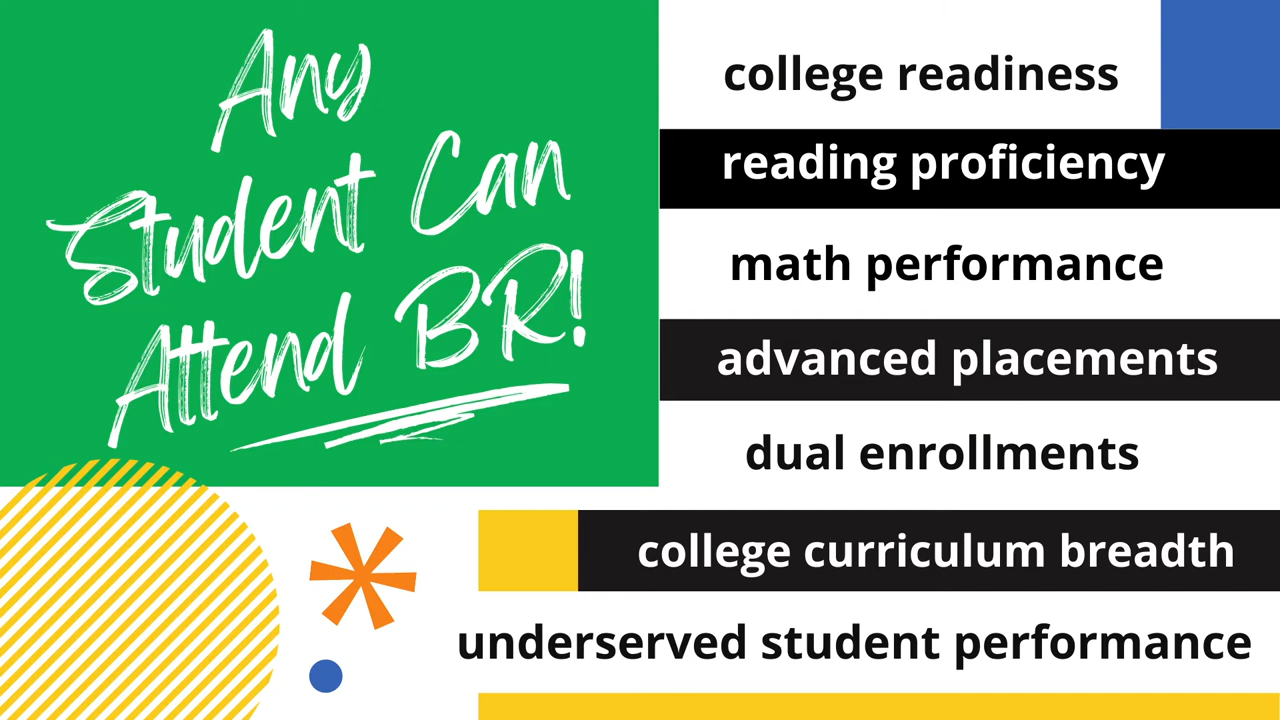 Any
Student Can
Attend BR!
college readiness
reading proficiency
math performance
advanced placements
dual enrollments
college curriculum breadth
underserved student performance